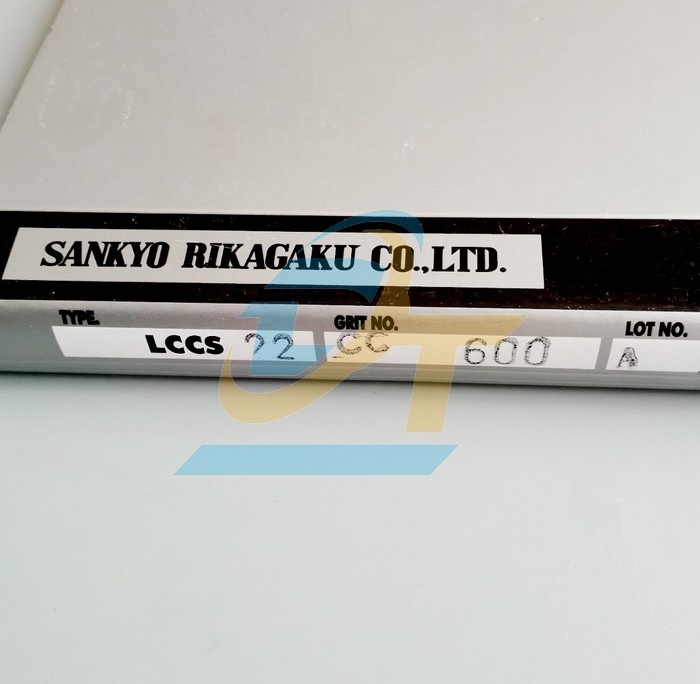 SANKYO RIKAGAKU CO.,LTD.
TYPE. GRIT NO. LOT NO.
LCCS 22 CC 600 A